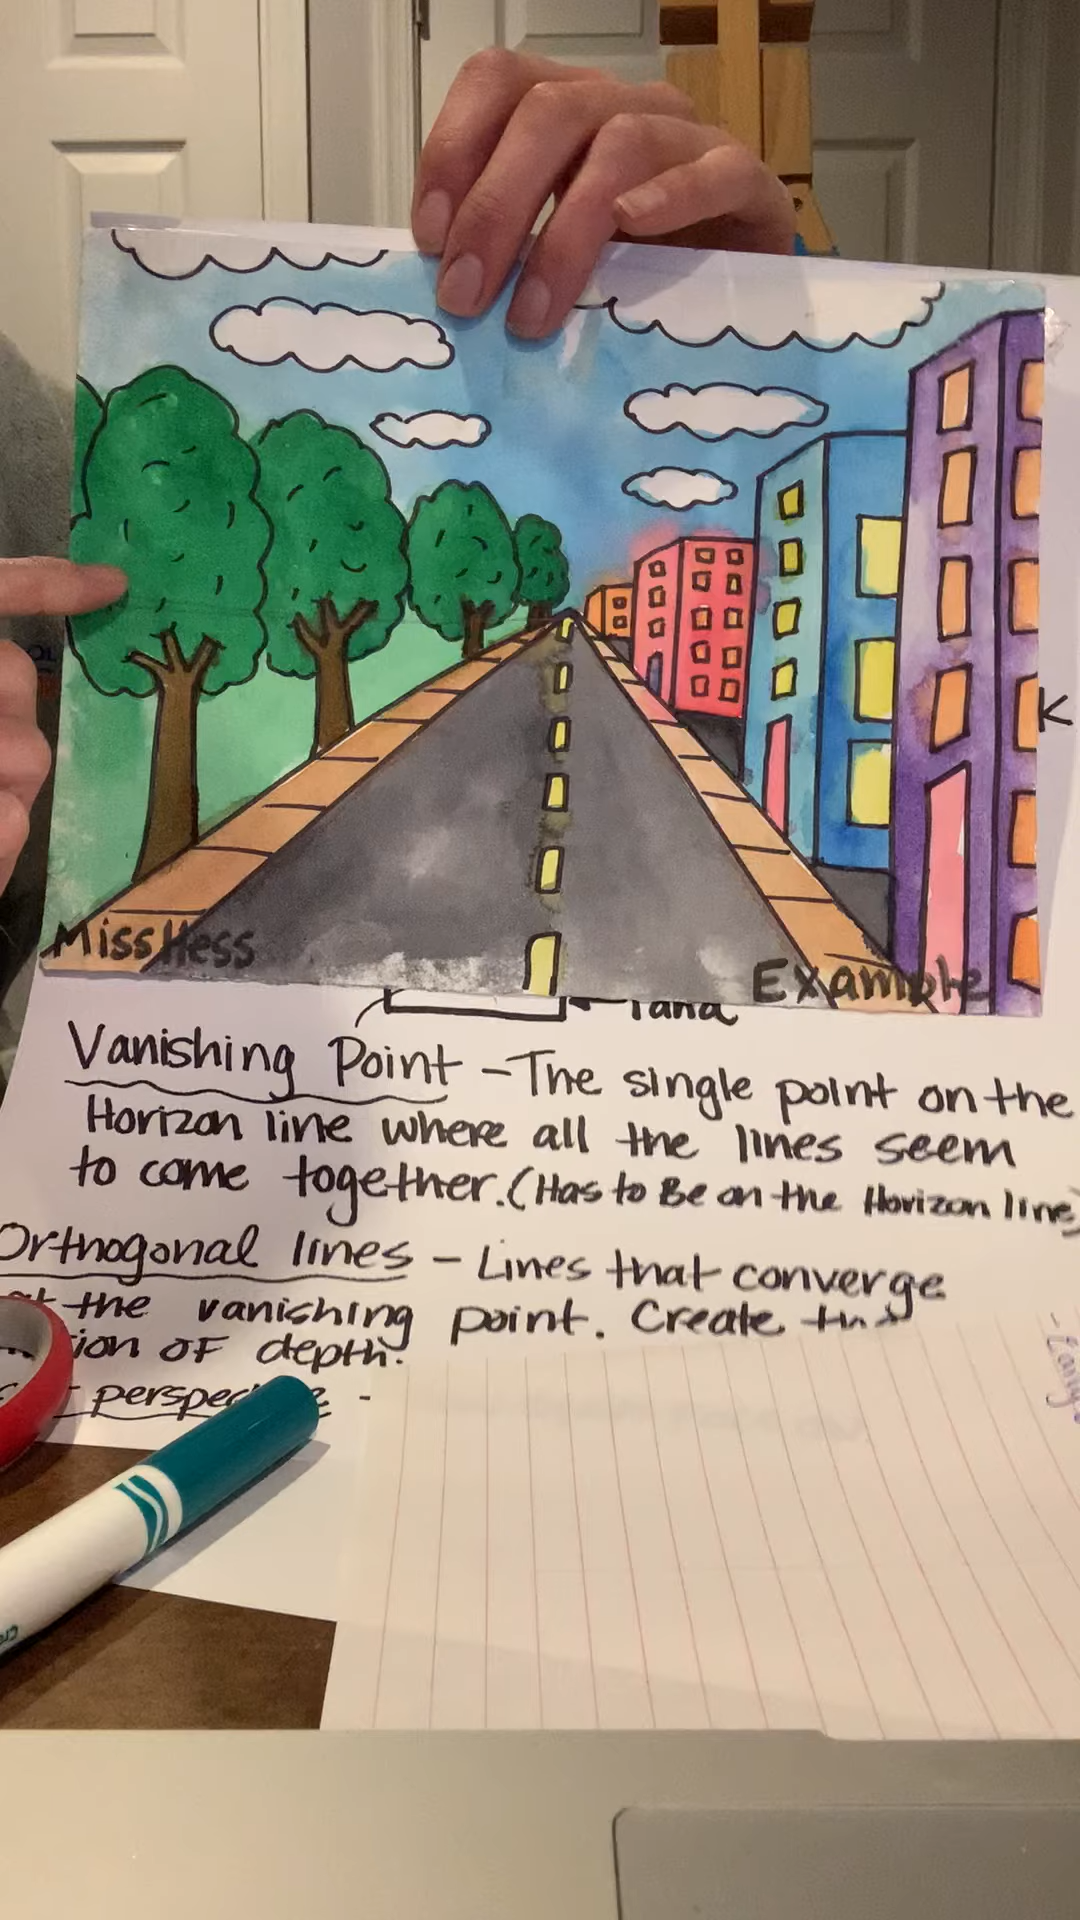 Miss Hess
Example
K
Vanishing Point - The single point on the
Horizon line where all the lines seem
to come together. (Has to Be on the Horizon line)
Orthogonal lines - Lines that converge
the vanishing point. Create
OF depth.